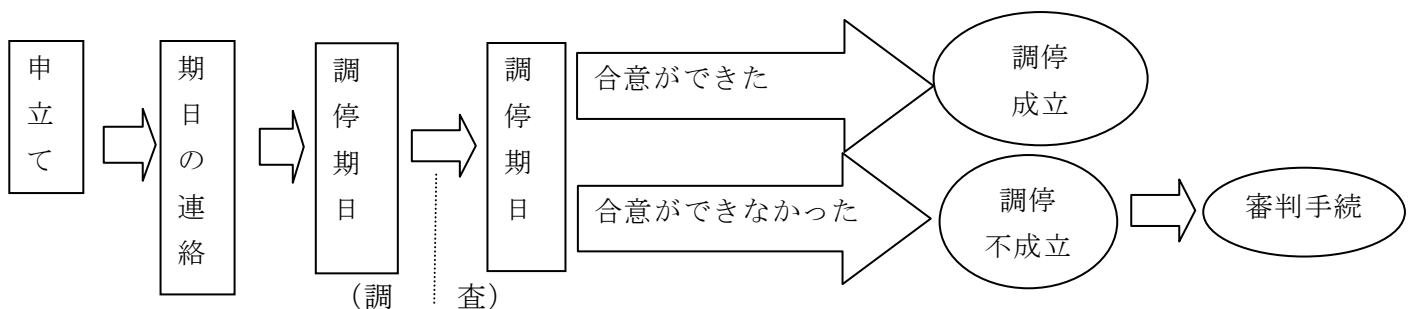 申立て
期日の連絡
調停期日
(調 査)
調停期日
合意ができた
調停
成立
合意ができなかった
調停
不成立
審判手続